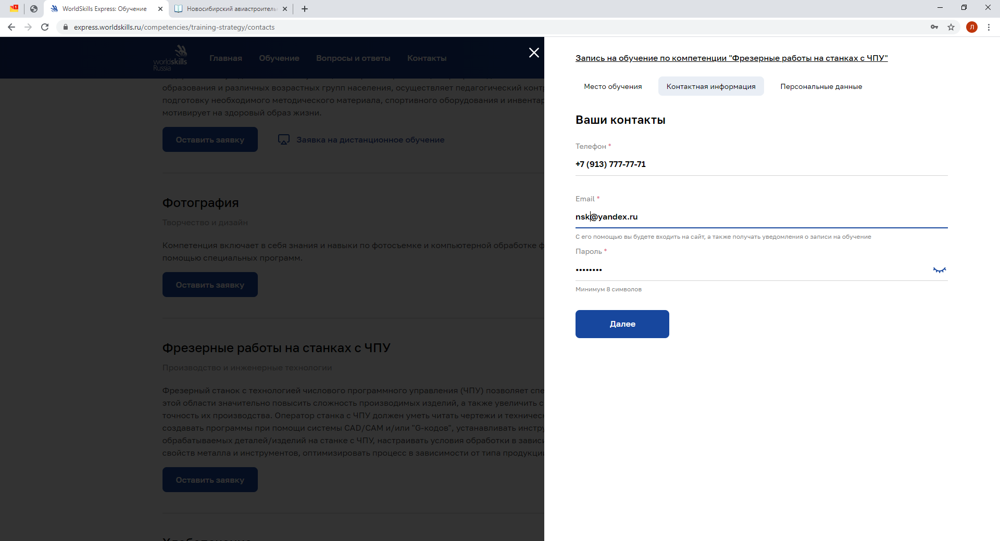 WorldSkills Express: Обучение
Новосибирский авиастроитель
express.worldskills.ru/competencies/training-strategy/contacts
Л
worldskills
Russia
Главная
Обучение
Вопросы и ответы
Контакты
образования и различных возрастных групп населения, осуществляет педагогический конт
подготовку необходимого методического материала, спортивного оборудования и инвентар
мотивирует на здоровый образ жизни.
Оставить заявку
Заявка на дистанционное обучение
Фотография
Творчество и дизайн
Компетенция включает в себя знания и навыки по фотосъемке и компьютерной обработке ф
помощью специальных программ.
Оставить заявку
Фрезерные работы на станках с ЧПУ
Производство и инженерные технологии
Фрезерный станок с технологией числового программного управления (ЧПУ) позволяет спе
этой области значительно повысить сложность производимых изделий, а также увеличить с
точность их производства. Оператор станка с ЧПУ должен уметь читать чертежи и техничес
создавать программы при помощи системы CAD/CAM и/или "G-кодов", устанавливать инстру
обрабатываемых деталей/изделий на станке с ЧПУ, настраивать условия обработки в зависи
свойств металла и инструментов, оптимизировать процесс в зависимости от типа продукции
Оставить заявку
Запись на обучение по компетенции "Фрезерные работы на станках с ЧПУ"
Место обучения
Контактная информация
Персональные данные
Ваши контакты
Телефон *
+7 (913) 777-77-71
Email *
nsk@yandex.ru
С его помощью вы будете входить на сайт, а также получать уведомления о записи на обучение
Пароль *
••••••••
Минимум 8 символов
Далее